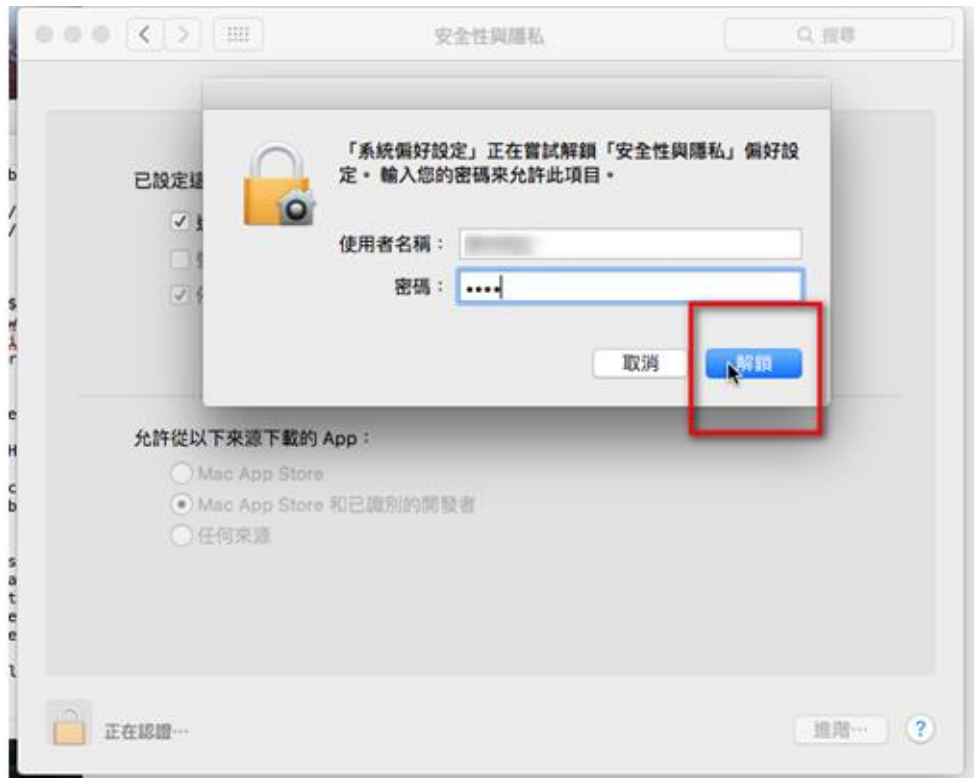 安全性與隱私
搜尋
「系統偏好設定」正在嘗試解鎖「安全性與隱私」偏好設
定。輸入您的密碼來允許此項目。
已設定
使用者名稱：
密碼：••••
取消
解鎖
允許從以下來源下載的 App：
Mac App Store
Mac App Store 和已識別的開發者
任何來源
正在認證⋯
進階⋯
?